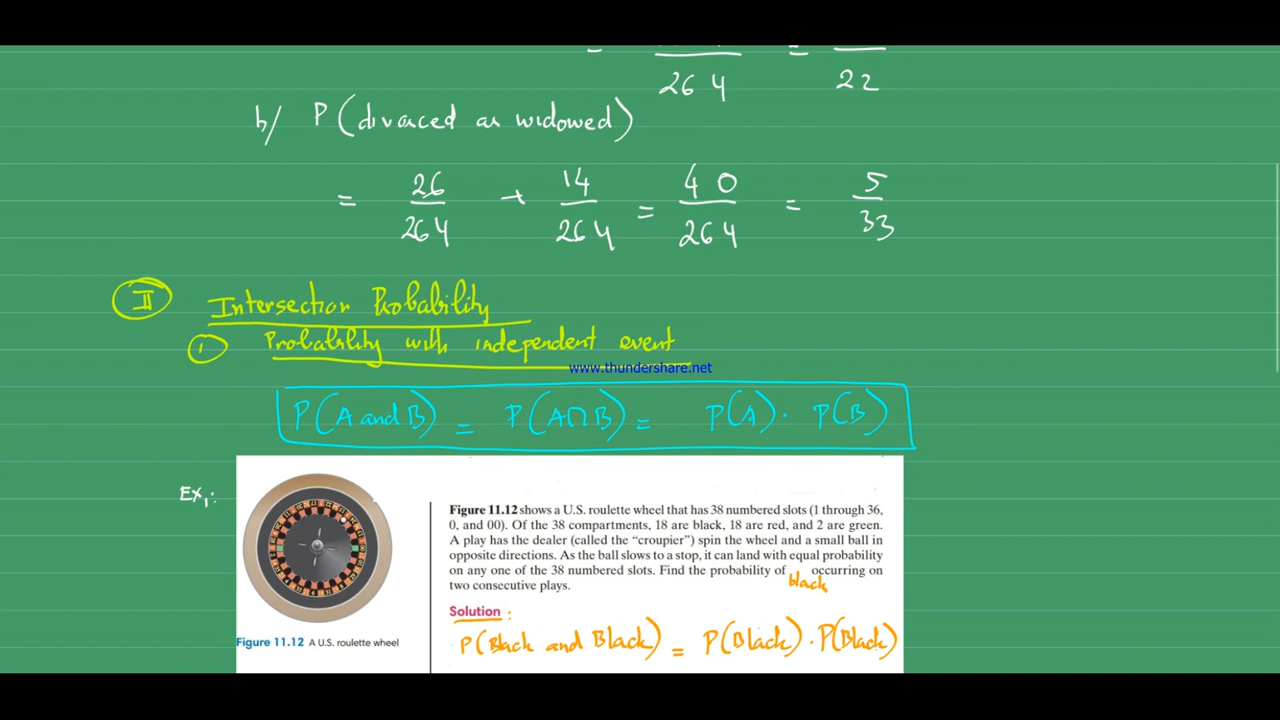 264 22
b/ P(divorced or widowed)
= 26/264 + 14/264 = 40/264 = 5/33
II Intersection Probability
1) Probability with independent event
www.thundershare.net
P(A and B) = P(A∩B) = P(A) · P(B)
Ex1:
Figure 11.12 shows a U.S. roulette wheel that has 38 numbered slots (1 through 36,
0, and 00). Of the 38 compartments, 18 are black, 18 are red, and 2 are green.
A play has the dealer (called the “croupier”) spin the wheel and a small ball in
opposite directions. As the ball slows to a stop, it can land with equal probability
on any one of the 38 numbered slots. Find the probability of black occurring on
two consecutive plays.
Solution :
Figure 11.12 A U.S. roulette wheel
P(Black and Black) = P(Black) · P(Black)